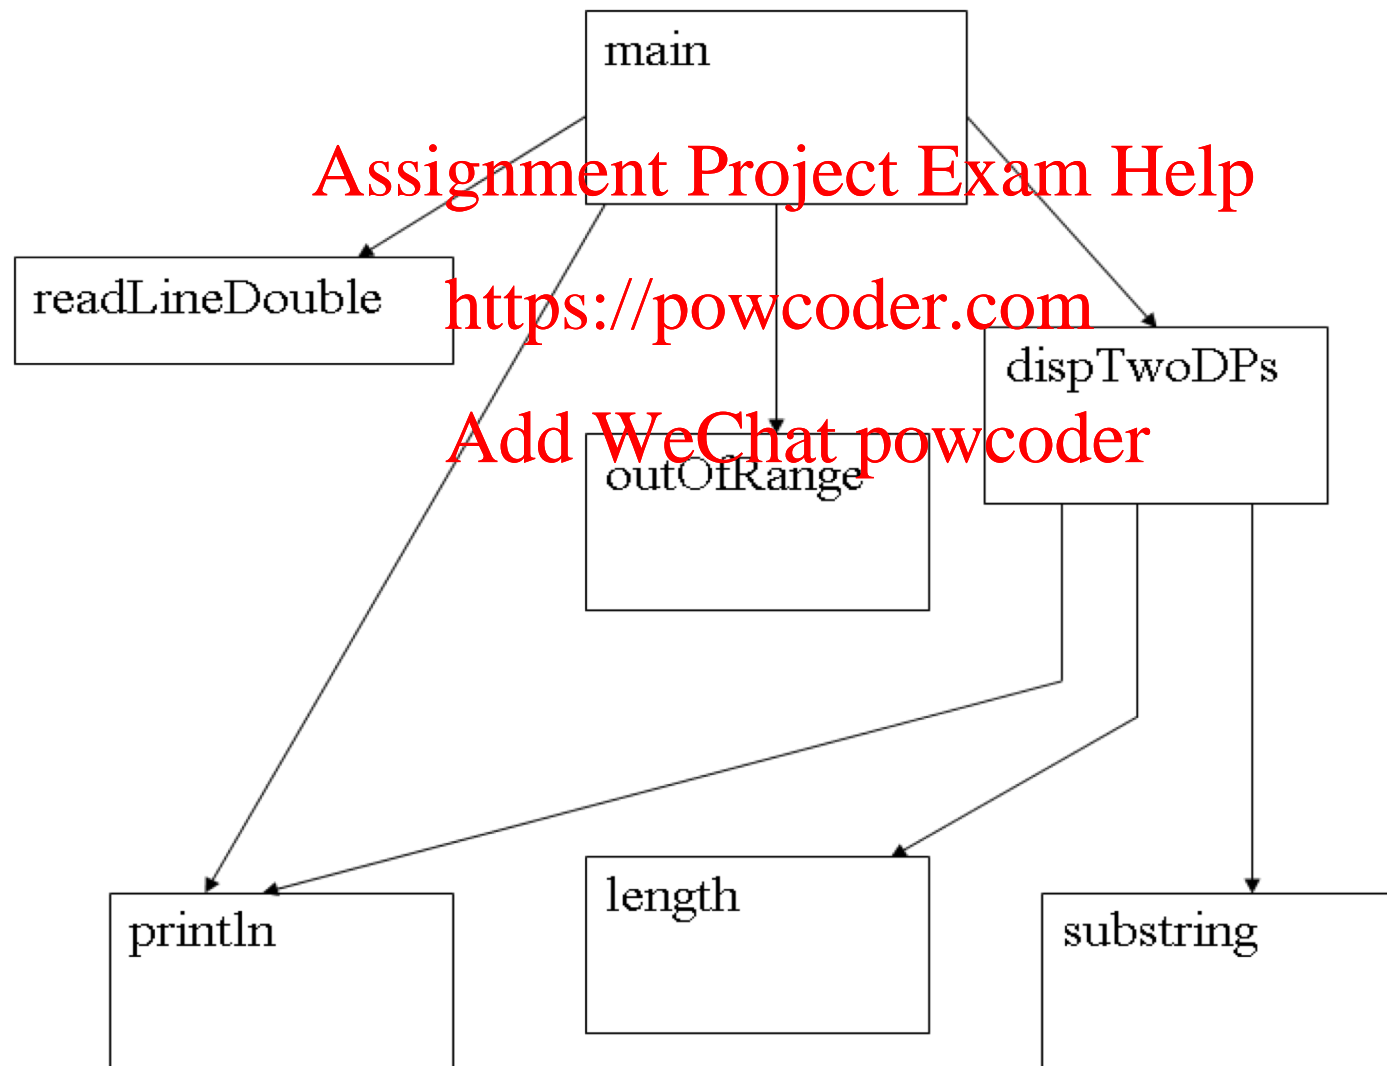 main
Assignment Project Exam Help
readLineDouble
https://powcoder.com
dispTwoDPs
Add WeChat powcoder
outOfRange
length
println
substring